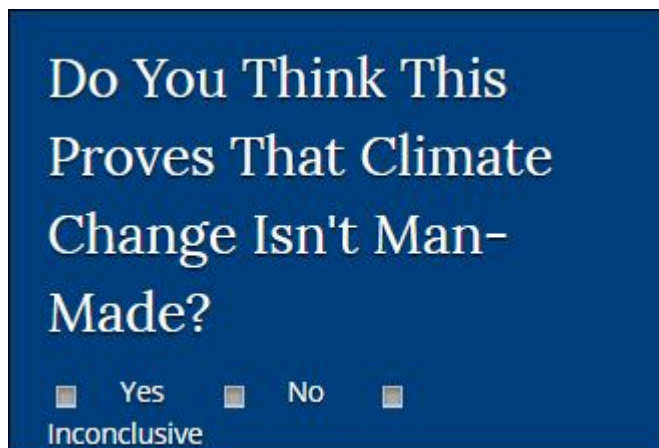 Do You Think This
Proves That Climate
Change Isn't Man-
Made?
Yes No
Inconclusive